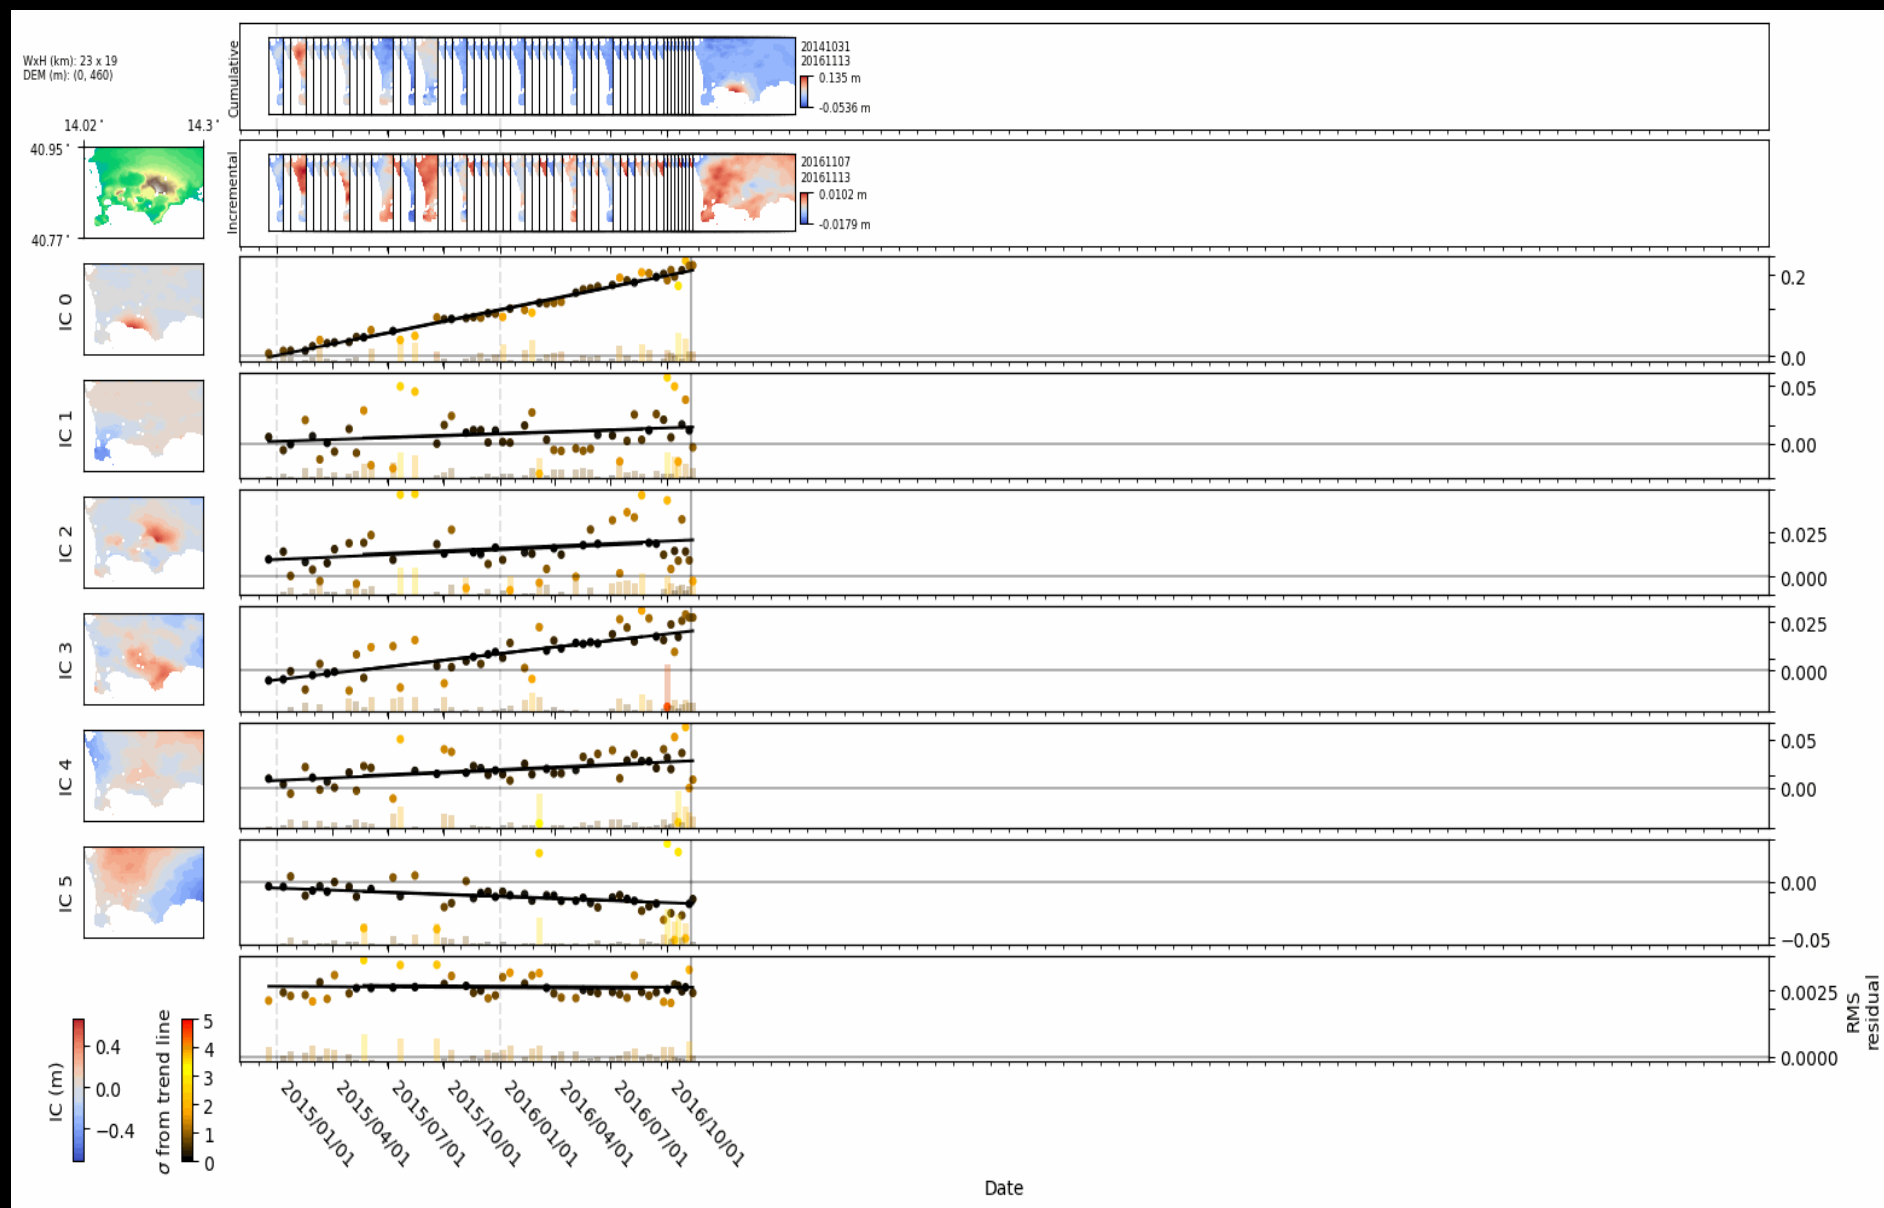 WxH (km): 23 x 19
DEM (m): (0, 460)
14.02°
14.3°
40.95°
40.77°
Cumulative
20141031
20161113
0.135 m
-0.0536 m
Incremental
20161107
20161113
0.0102 m
-0.0179 m
IC 0
0.2
0.0
IC 1
0.05
0.00
IC 2
0.025
0.000
IC 3
0.025
0.000
IC 4
0.05
0.00
IC 5
0.00
−0.05
0.0025
0.0000
RMS
residual
IC (m)
0.4
0.0
−0.4
σ from trend line
5
4
3
2
1
0
2015/01/01
2015/04/01
2015/07/01
2015/10/01
2016/01/01
2016/04/01
2016/07/01
2016/10/01
Date